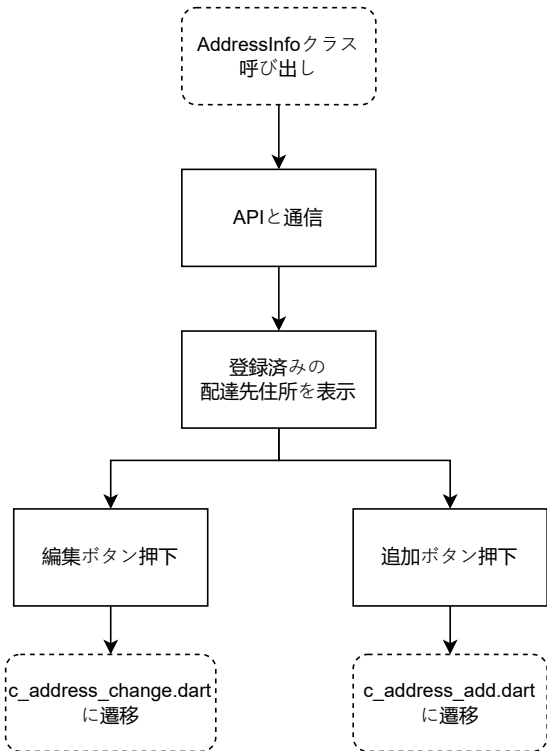 AddressInfoクラス
呼び出し
APIと通信
登録済みの
配達先住所を表示
編集ボタン押下
追加ボタン押下
c_address_change.dart
に遷移
c_address_add.dart
に遷移